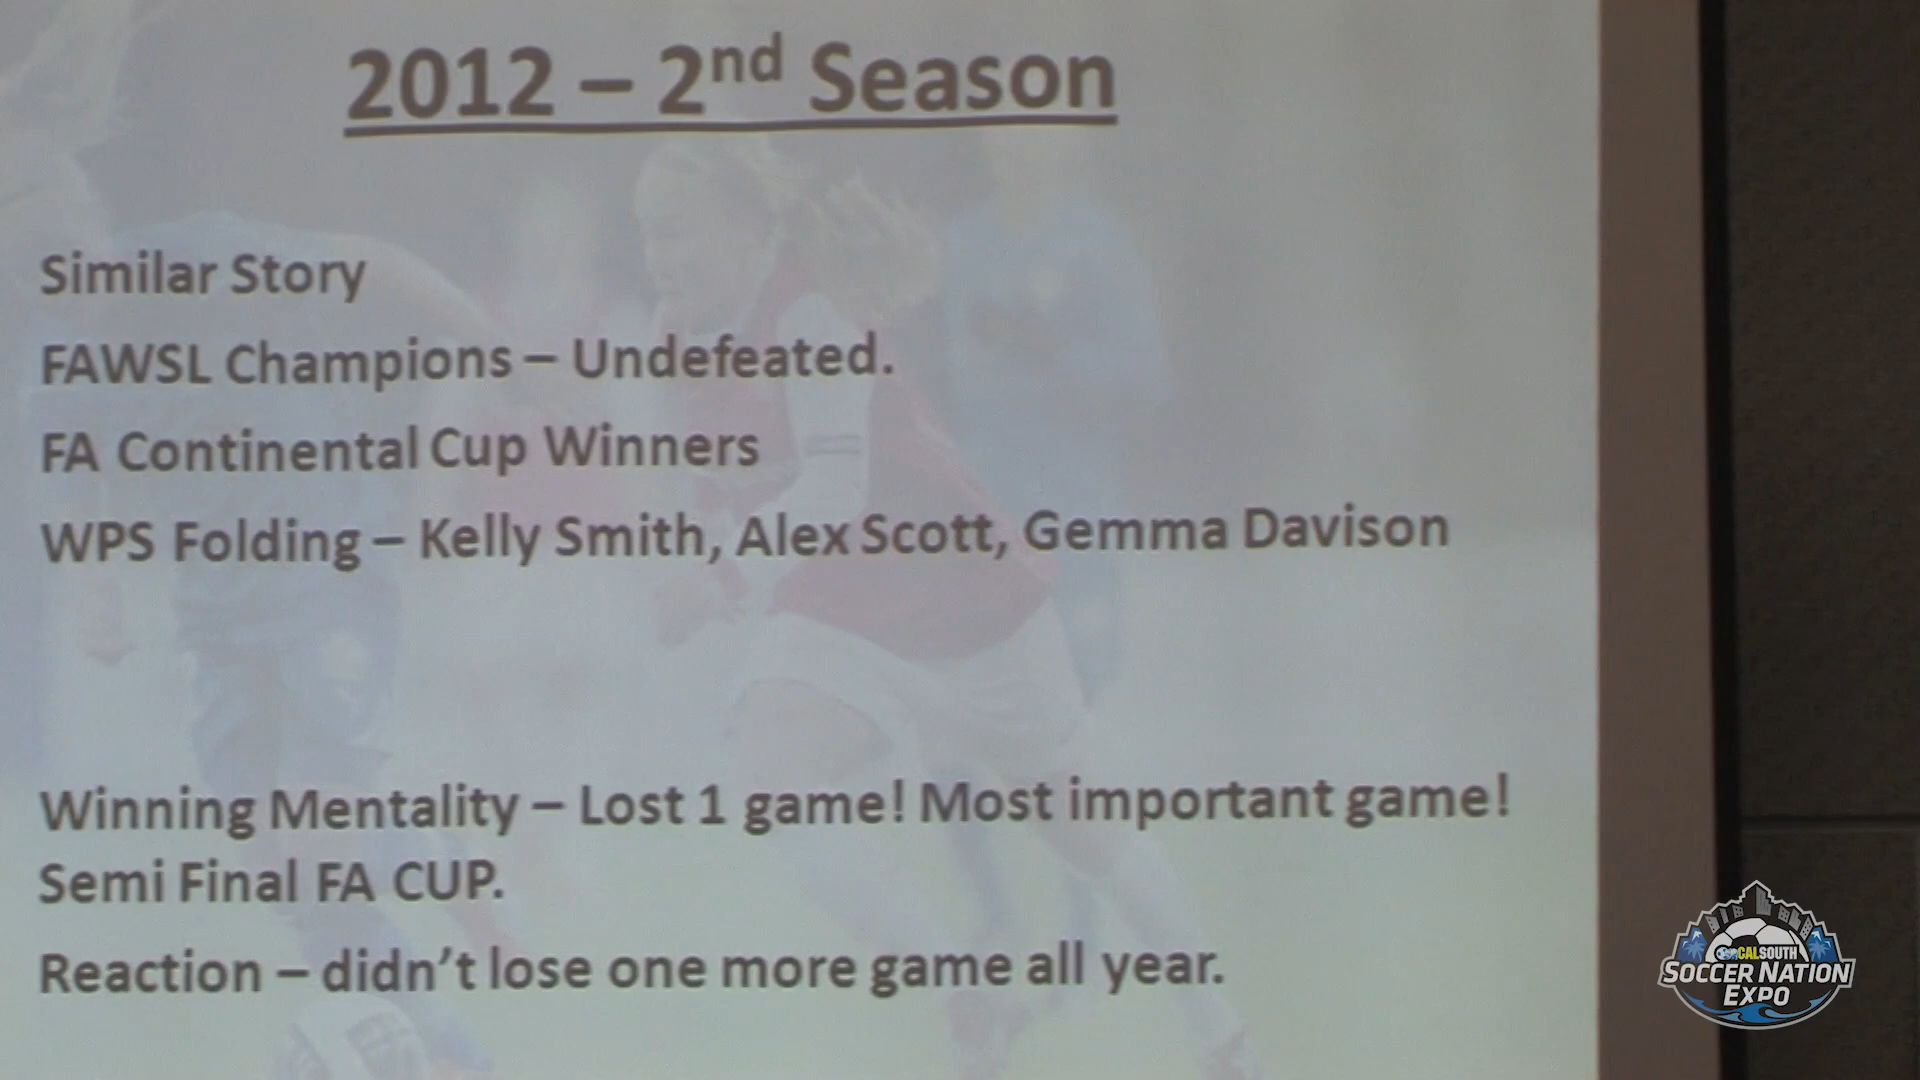 2012 – 2nd Season
Similar Story
FAWSL Champions – Undefeated.
FA Continental Cup Winners
WPS Folding – Kelly Smith, Alex Scott, Gemma Davison
Winning Mentality – Lost 1 game! Most important game!
Semi Final FA CUP.
Reaction – didn't lose one more game all year.
CALSOUTH
SOCCER NATION
EXPO